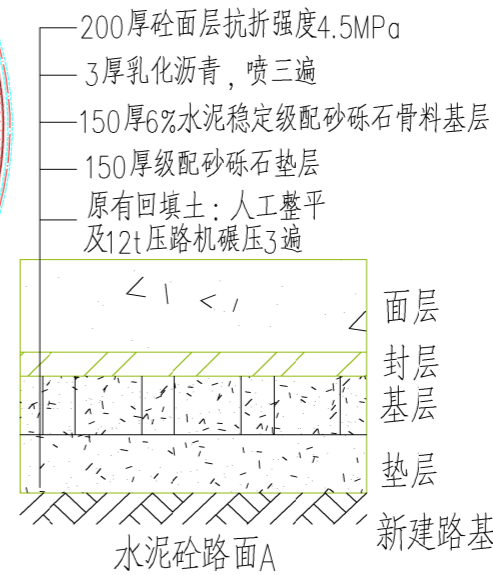 200厚砼面层抗折强度4.5MPa
3厚乳化沥青，喷三遍
150厚6%水泥稳定级配砂砾石骨料基层
150厚级配砂砾石垫层
原有回填土：人工整平
及12t压路机碾压3遍
面层
封层
基层
垫层
新建路基
水泥砼路面A